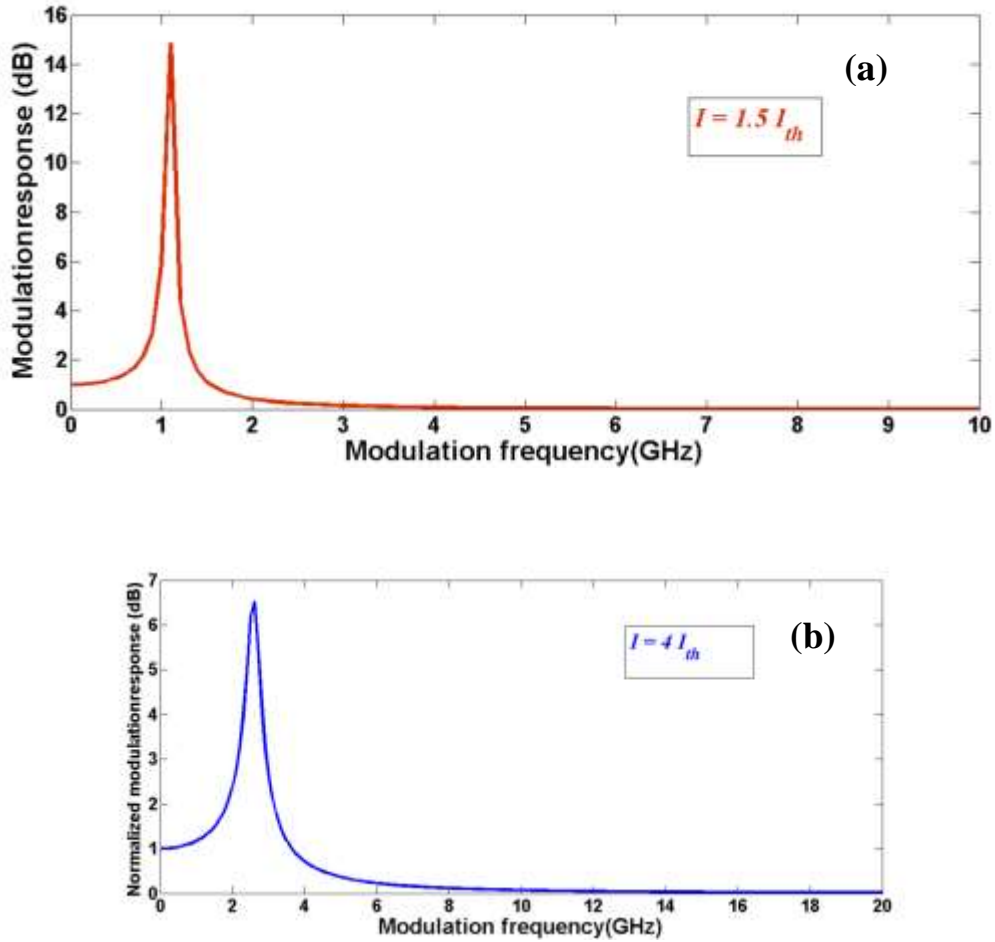 16
14
12
10
8
6
4
2
0
Modulationresponse (dB)
(a)
I = 1.5 I th
0 1 2 3 4 5 6 7 8 9 10
Modulation frequency(GHz)
7
6
5
4
3
2
1
0
Normalized modulationresponse (dB)
(b)
I = 4 I th
0 2 4 6 8 10 12 14 16 18 20
Modulation frequency(GHz)